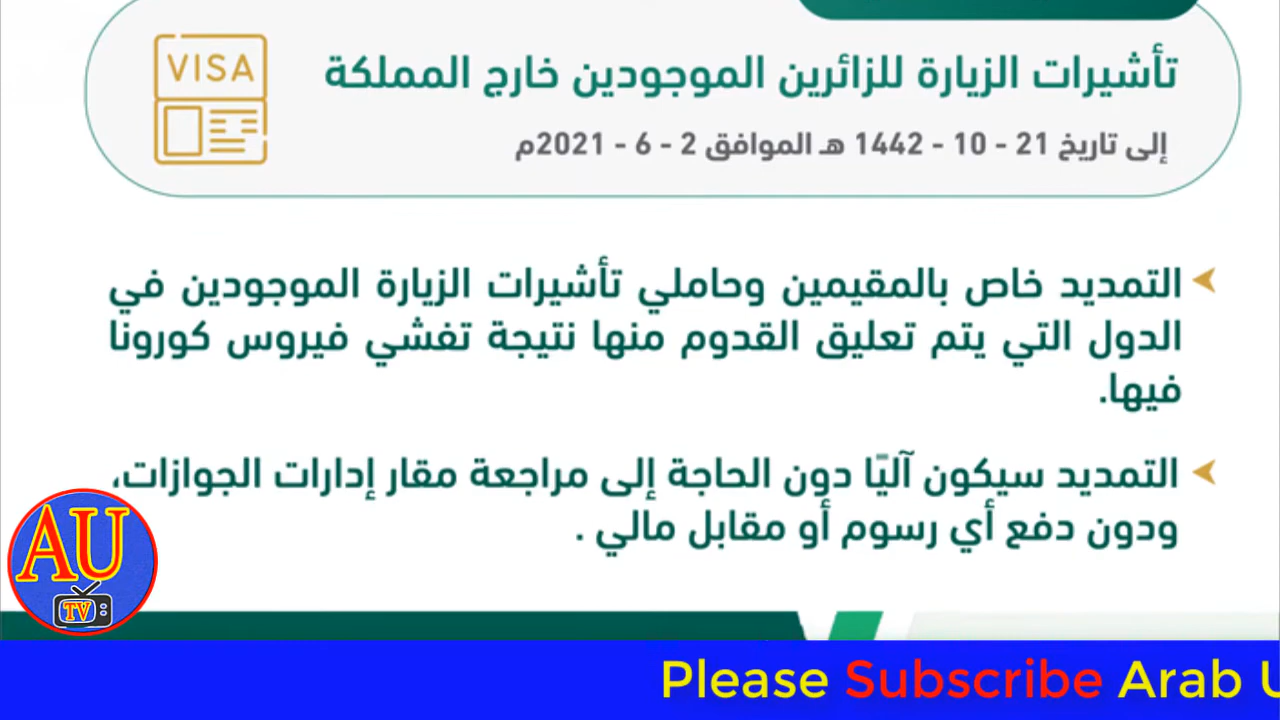 VISA
تأشيرات الزيارة للزائرين الموجودين خارج المملكة
إلى تاريخ 21 - 10 - 1442 هـ الموافق 2 - 6 - 2021م
التمديد خاص بالمقيمين وحاملي تأشيرات الزيارة الموجودين في
الدول التي يتم تعليق القدوم منها نتيجة تفشي فيروس كورونا
فيها.
التمديد سيكون آليًا دون الحاجة إلى مراجعة مقار إدارات الجوازات،
ودون دفع أي رسوم أو مقابل مالي .
AU
TV
Please Subscribe Arab U